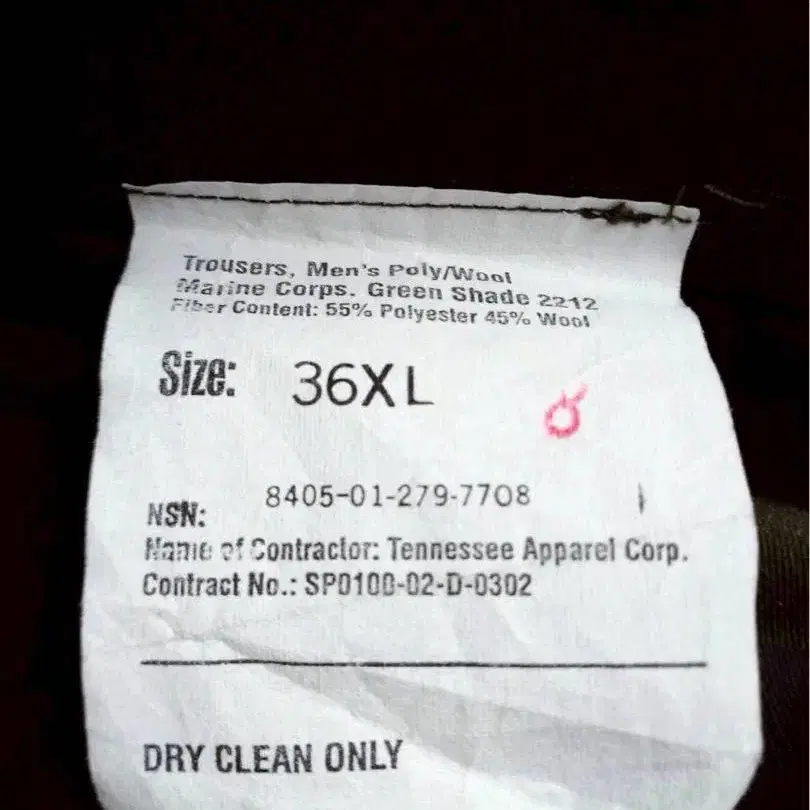 Trousers, Men's Poly/Wool
Marine Corps. Green Shade 2212
Fiber Content: 55% Polyester 45% Wool
Size: 36XL
8405-01-279-7708
NSN:
Name of Contractor: Tennessee Apparel Corp.
Contract No.: SP0100-02-D-0302
DRY CLEAN ONLY